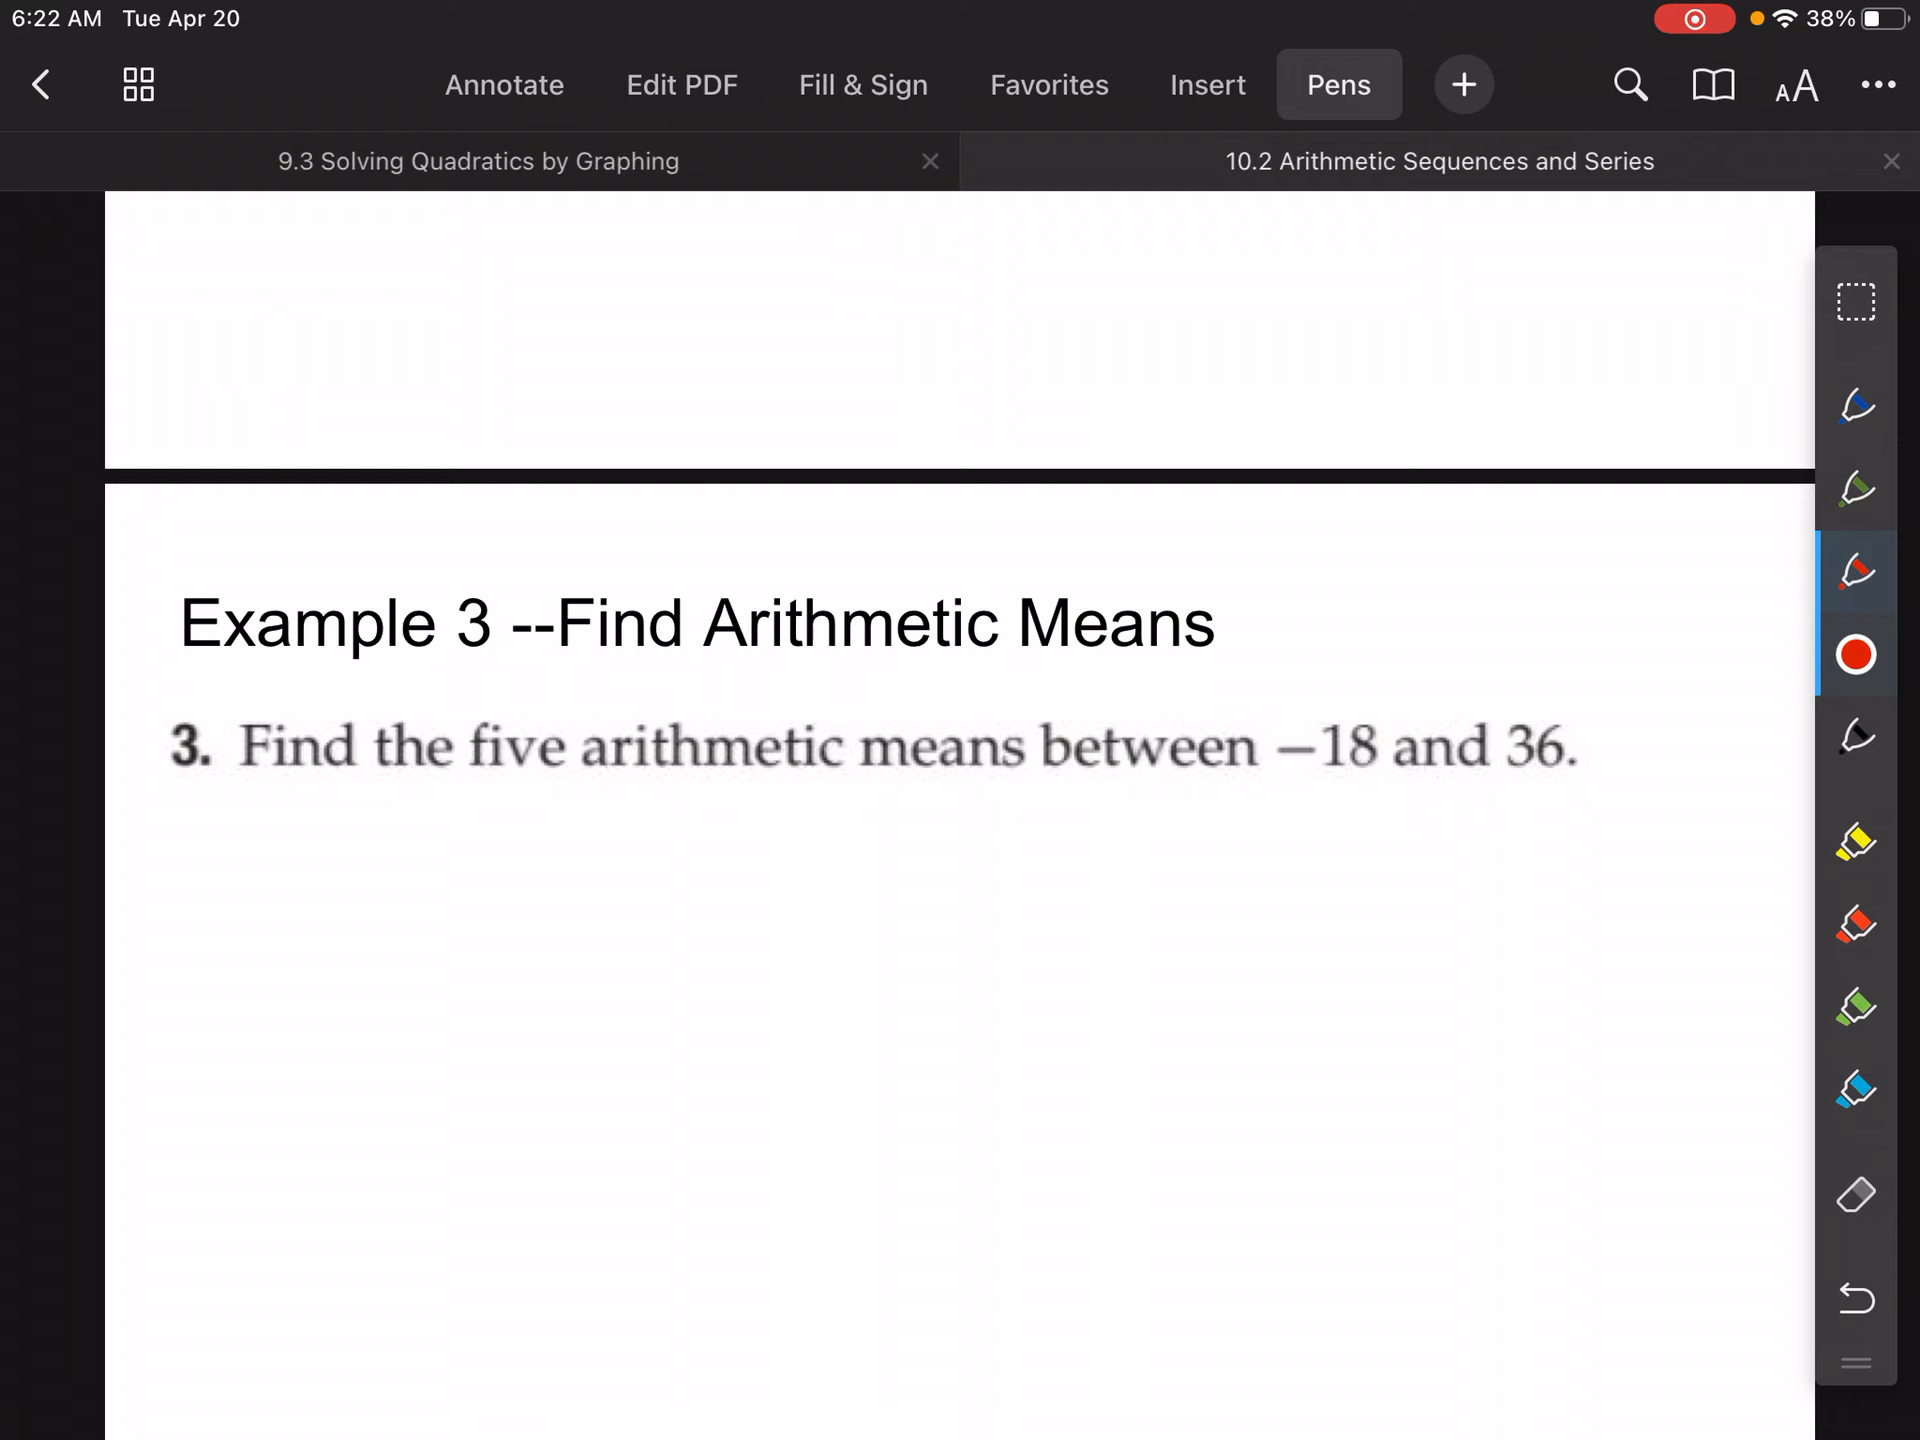 6:22 AM Tue Apr 20
38%
Annotate Edit PDF Fill & Sign Favorites Insert Pens
AA
9.3 Solving Quadratics by Graphing
10.2 Arithmetic Sequences and Series
Example 3 --Find Arithmetic Means
3. Find the five arithmetic means between −18 and 36.